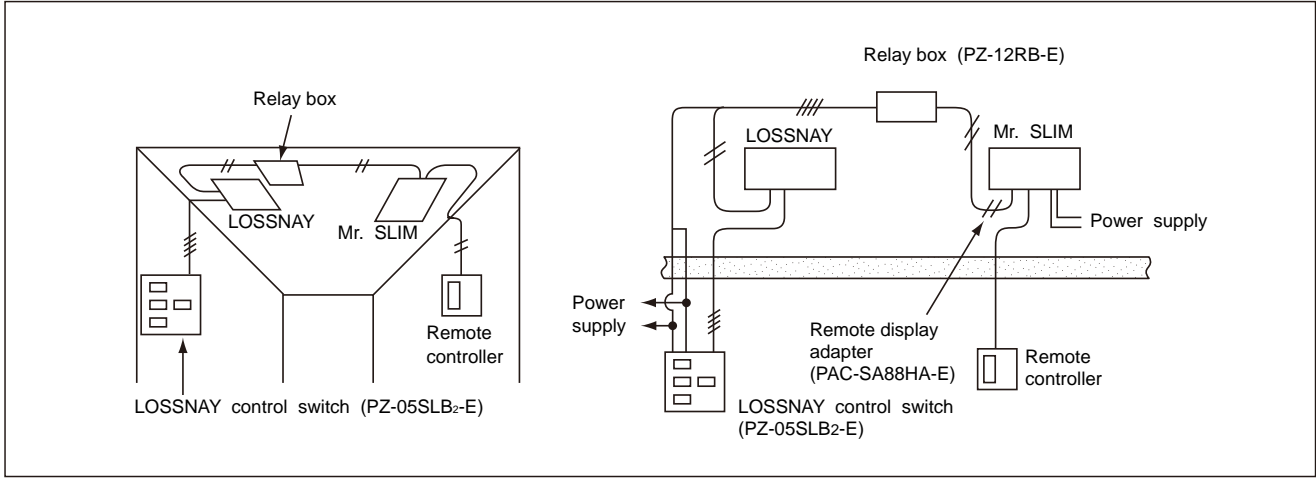 Relay box
LOSSNAY
Mr. SLIM
Remote
controller
LOSSNAY control switch (PZ-05SLB2-E)
Relay box (PZ-12RB-E)
LOSSNAY
Mr. SLIM
Power supply
Power
supply
Remote display
adapter
(PAC-SA88HA-E)
Remote
controller
LOSSNAY control switch
(PZ-05SLB2-E)